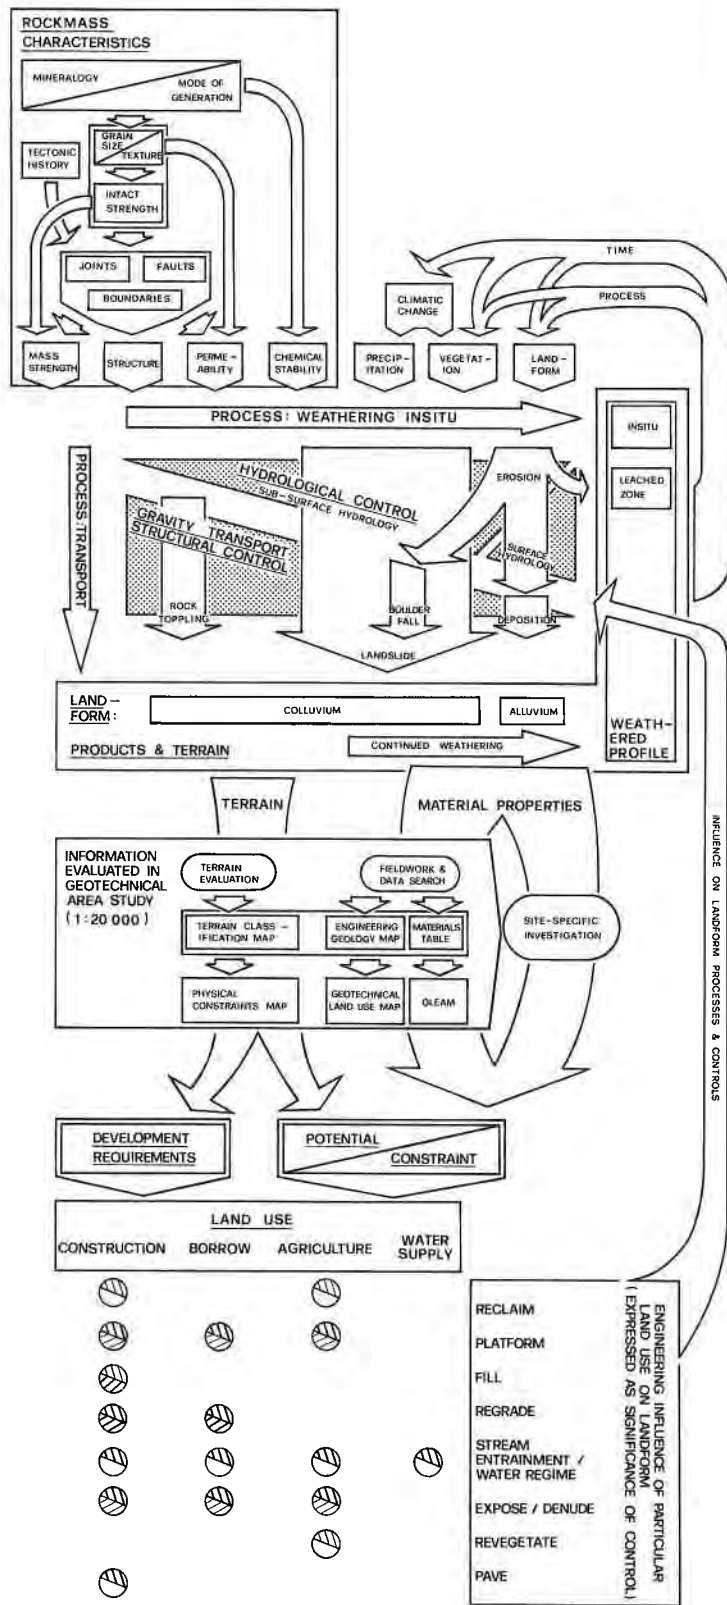 ROCKMASS
CHARACTERISTICS
MINERALOGY
MODE OF
GENERATION
TECTONIC
HISTORY
GRAIN
SIZE
TEXTURE
INTACT
STRENGTH
JOINTS
FAULTS
BOUNDARIES
MASS
STRENGTH
STRUCTURE
PERME-
ABILITY
CHEMICAL
STABILITY
TIME
PROCESS
CLIMATIC
CHANGE
PRECIP-
ITATION
VEGETAT-
ION
LAND-
FORM
PROCESS: WEATHERING INSITU
PROCESS: TRANSPORT
HYDROLOGICAL CONTROL
SUB-SURFACE HYDROLOGY
GRAVITY TRANSPORT
STRUCTURAL CONTROL
EROSION
SURFACE
HYDROLOGY
ROCK
TOPPLING
BOULDER
FALL
DEPOSITION
LANDSLIDE
INSITU
LEACHED
ZONE
WEATH-
ERED
PROFILE
LAND-
FORM:
COLLUVIUM
ALLUVIUM
PRODUCTS & TERRAIN
CONTINUED WEATHERING
TERRAIN
MATERIAL PROPERTIES
INFORMATION
EVALUATED IN
GEOTECHNICAL
AREA STUDY
(1:20 000)
TERRAIN
EVALUATION
FIELDWORK &
DATA SEARCH
TERRAIN CLASS-
IFICATION MAP
ENGINEERING
GEOLOGY MAP
MATERIALS
TABLE
PHYSICAL
CONSTRAINTS MAP
GEOTECHNICAL
LAND USE MAP
GLEAM
SITE-SPECIFIC
INVESTIGATION
INFLUENCE ON LANDFORM PROCESSES & CONTROLS
DEVELOPMENT
REQUIREMENTS
POTENTIAL
CONSTRAINT
LAND USE
CONSTRUCTION
BORROW
AGRICULTURE
WATER
SUPPLY
RECLAIM
PLATFORM
FILL
REGRADE
STREAM
ENTRAINMENT /
WATER REGIME
EXPOSE / DENUDE
REVEGETATE
PAVE
ENGINEERING INFLUENCE OF PARTICULAR
LAND USE ON LANDFORM
(EXPRESSED AS SIGNIFICANCE OF CONTROL)